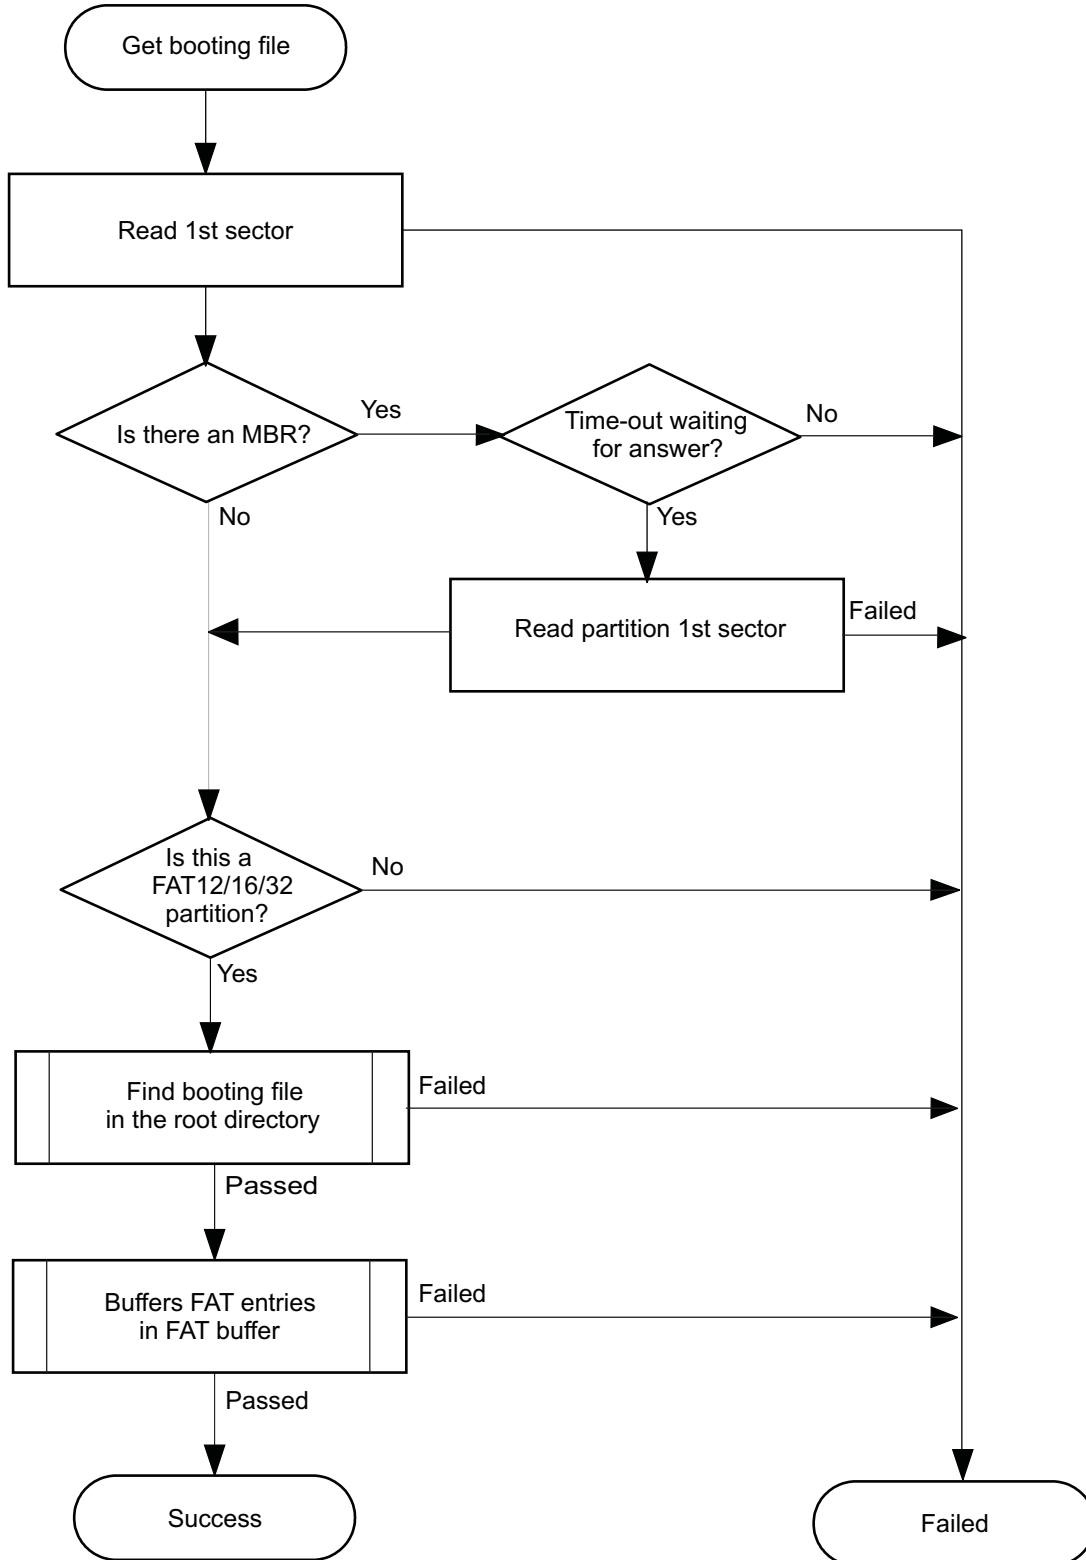 Get booting file
Read 1st sector
Is there an MBR?
Yes
Time-out waiting
for answer?
No
No
Yes
Read partition 1st sector
Failed
Is this a
FAT12/16/32
partition?
No
Yes
Find booting file
in the root directory
Failed
Passed
Buffers FAT entries
in FAT buffer
Failed
Passed
Success
Failed